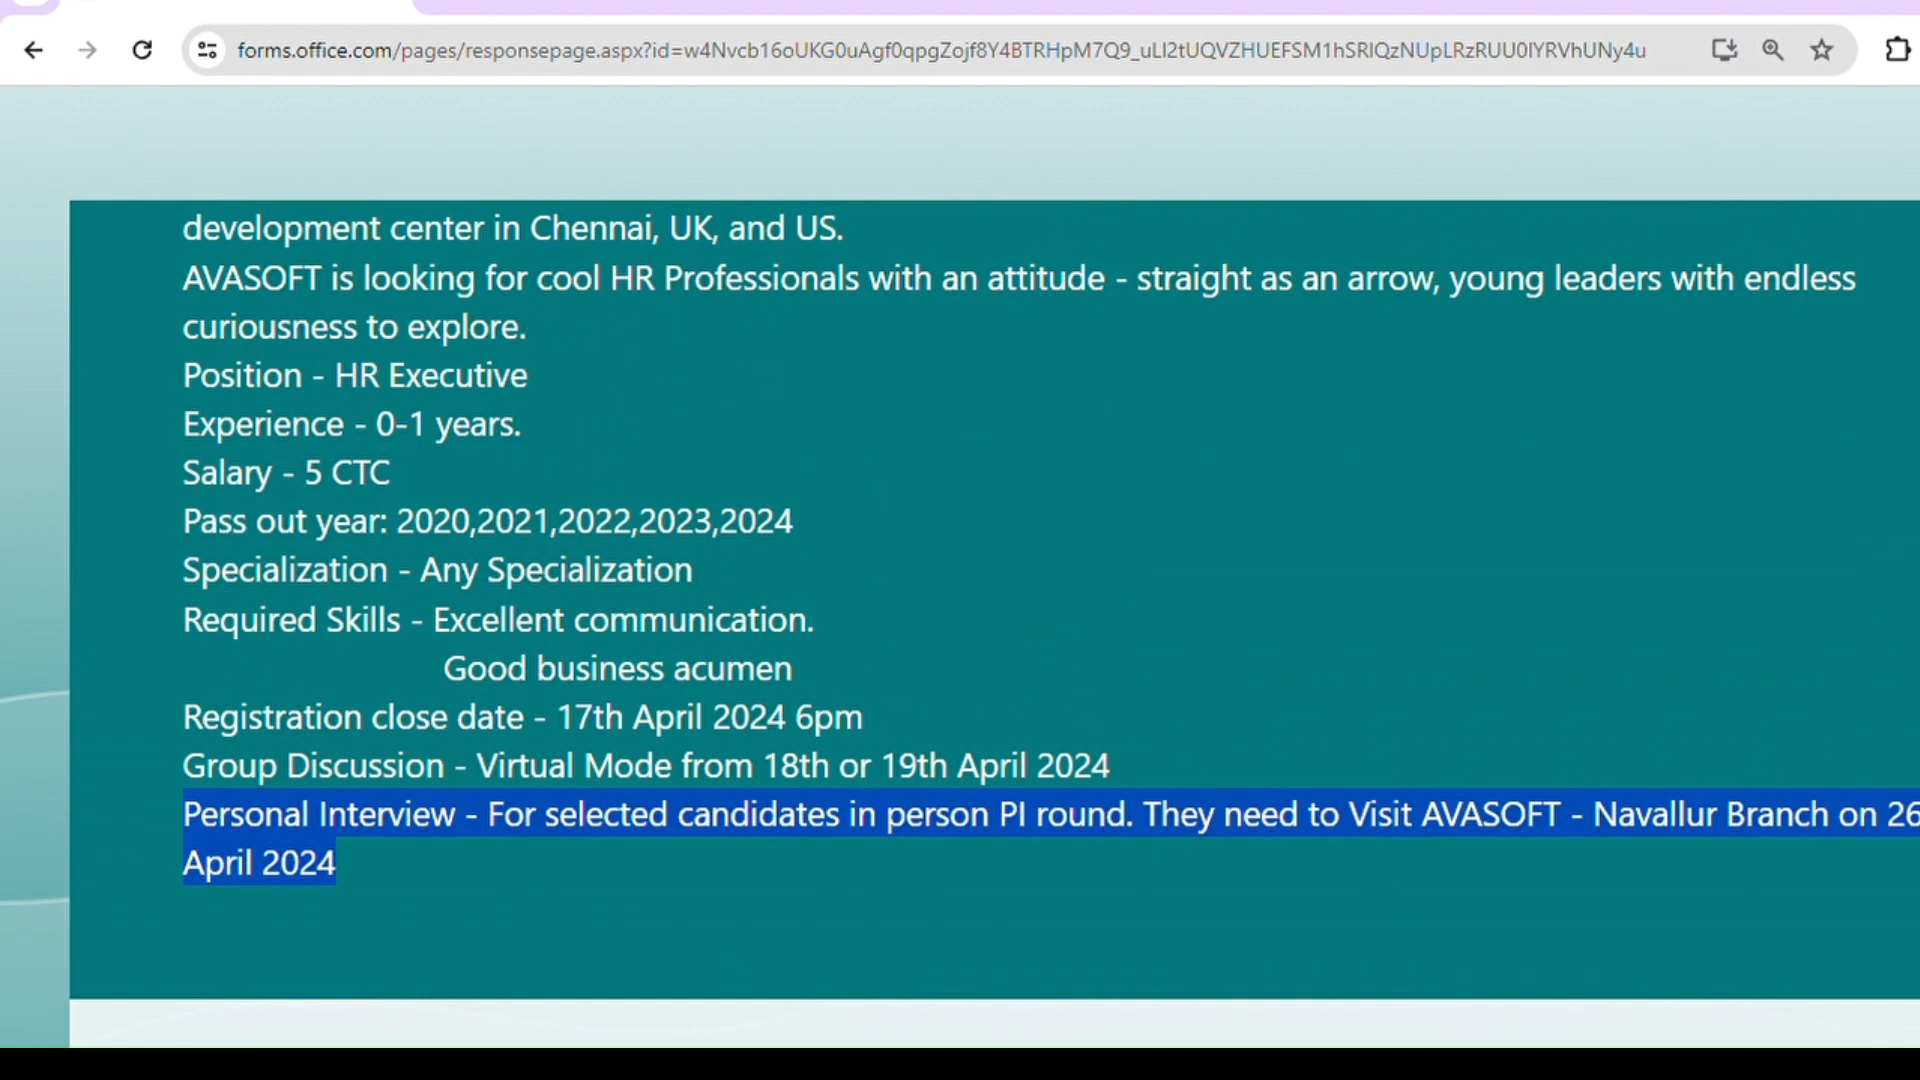 forms.office.com/pages/responsepage.aspx?id=w4Nvcb16oUKG0uAgf0qpgZojf8Y4BTRHpM7Q9_uLI2tUQVZHUEFSM1hSRlQzNUpLRzRUU0lYRVhUNy4u
development center in Chennai, UK, and US.
AVASOFT is looking for cool HR Professionals with an attitude - straight as an arrow, young leaders with endless
curiousness to explore.
Position - HR Executive
Experience - 0-1 years.
Salary - 5 CTC
Pass out year: 2020,2021,2022,2023,2024
Specialization - Any Specialization
Required Skills - Excellent communication.
Good business acumen
Registration close date - 17th April 2024 6pm
Group Discussion - Virtual Mode from 18th or 19th April 2024
Personal Interview - For selected candidates in person PI round. They need to Visit AVASOFT - Navallur Branch on 26
April 2024